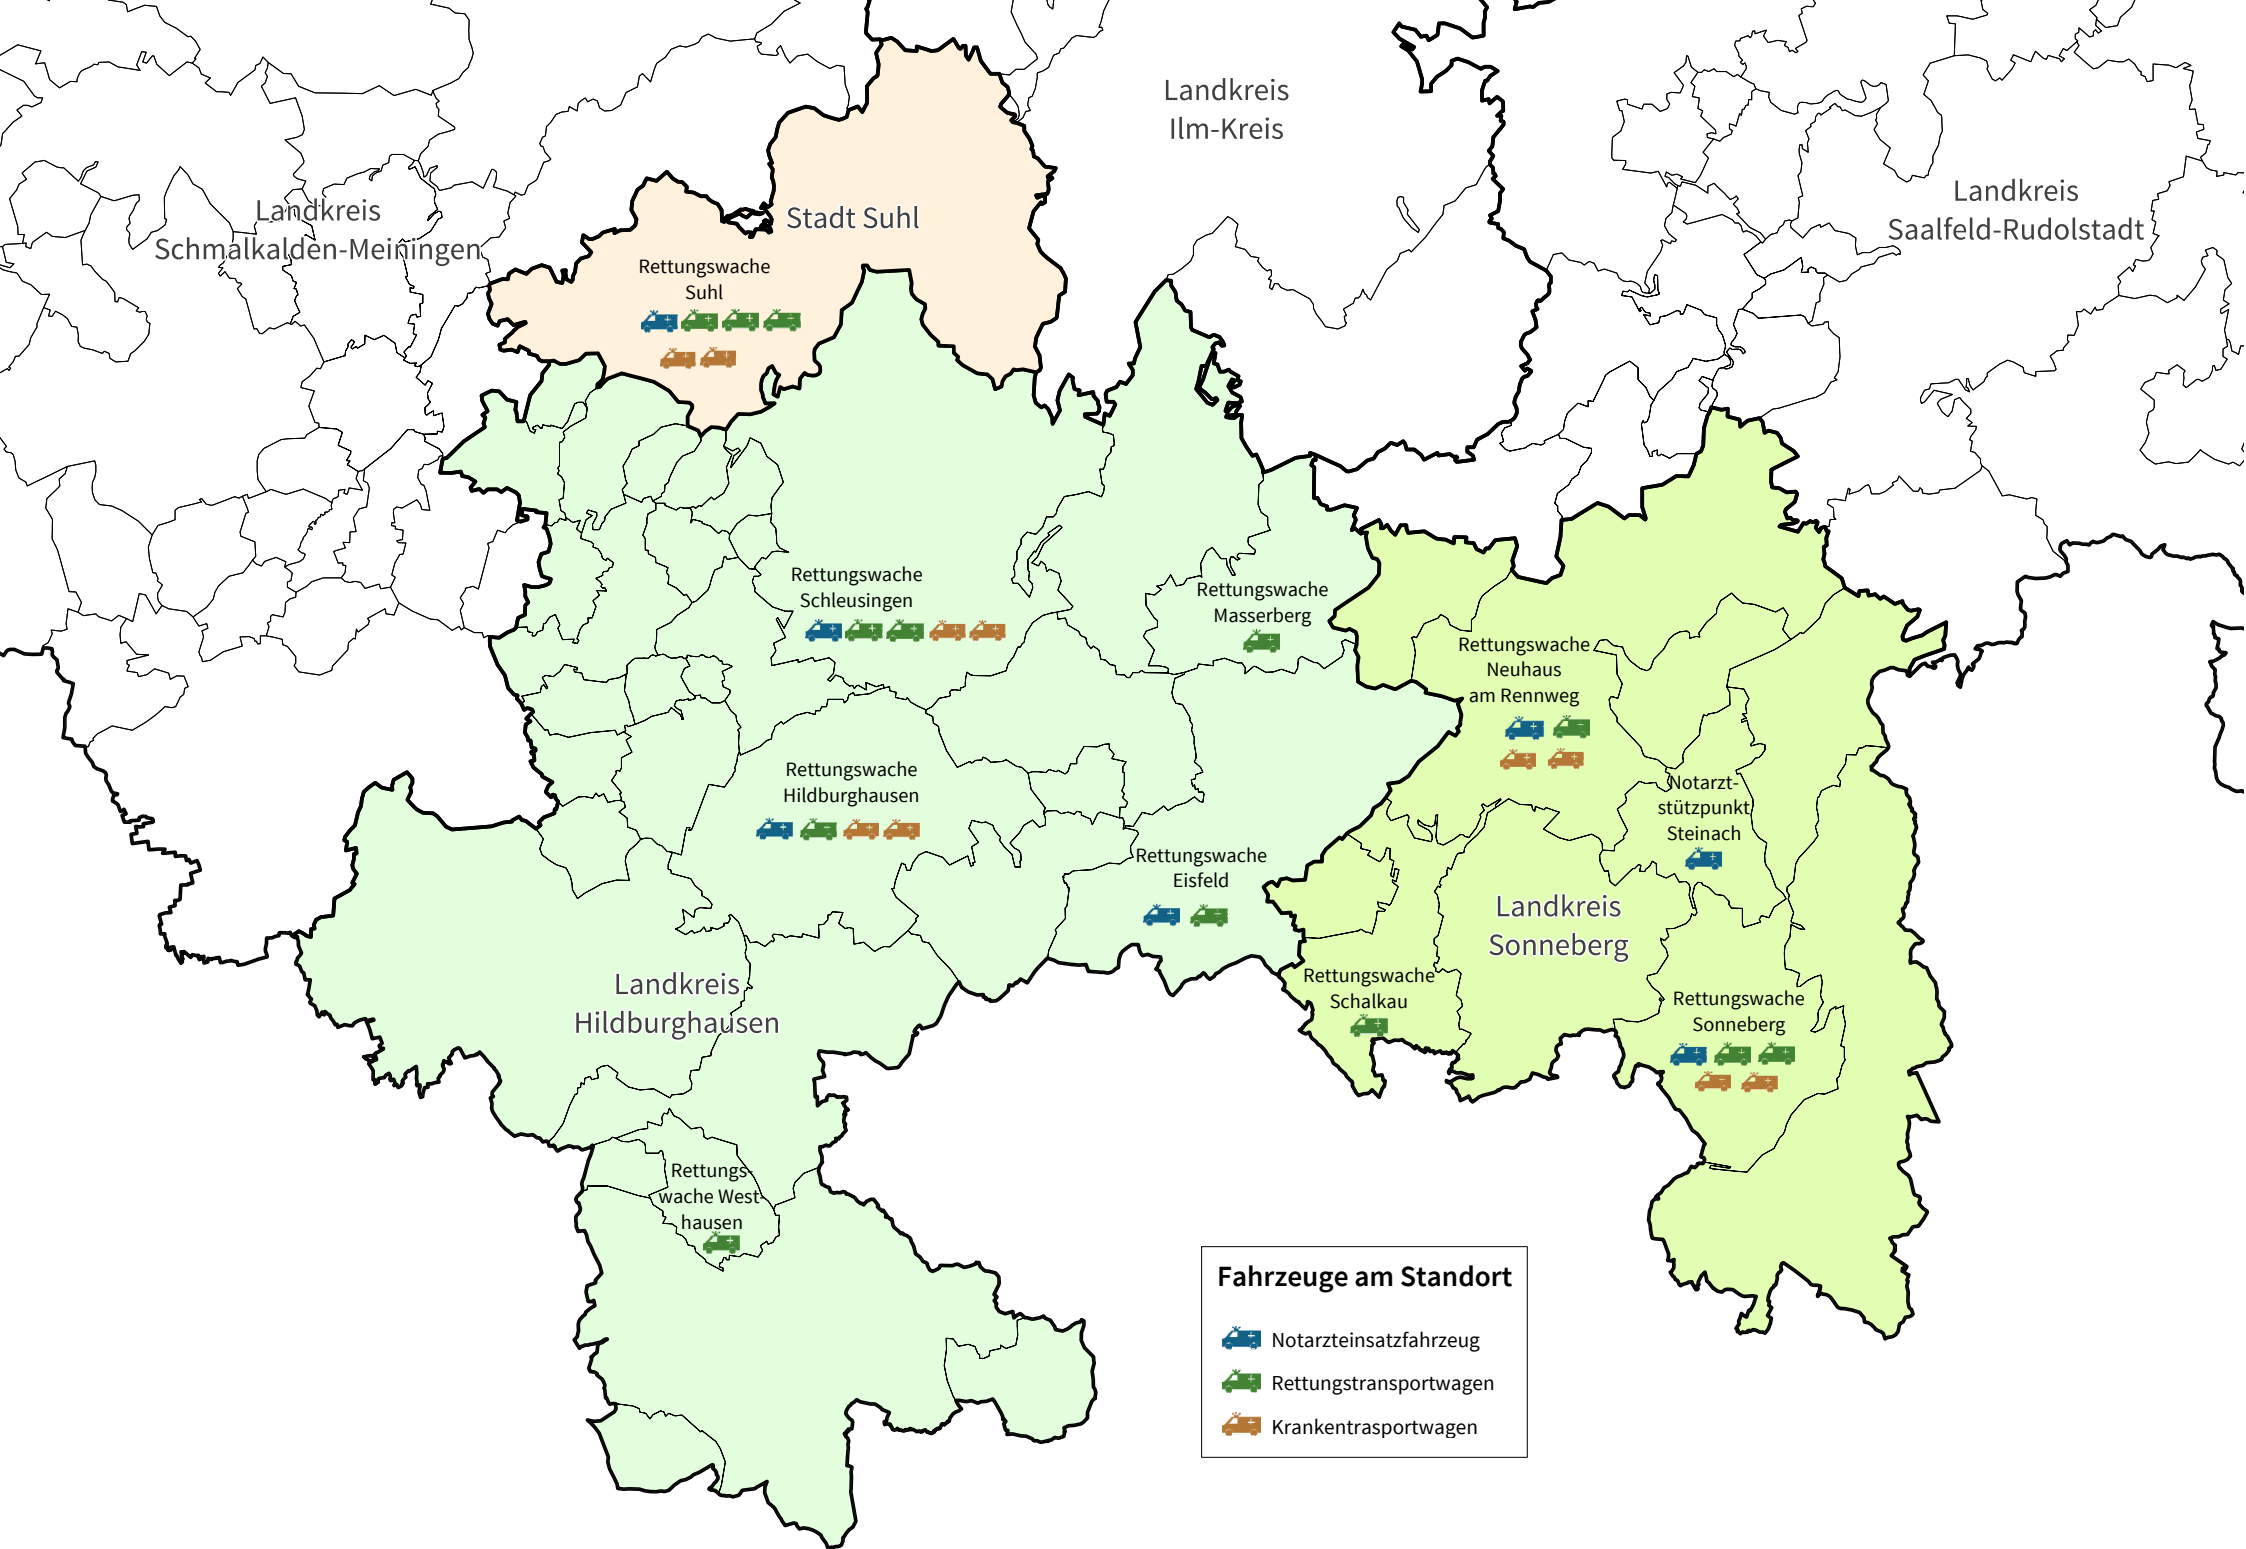 Landkreis
Ilm-Kreis
Landkreis
Schmalkalden-Meiningen
Stadt Suhl
Landkreis
Saalfeld-Rudolstadt
Rettungswache
Suhl
Rettungswache
Schleusingen
Rettungswache
Masserberg
Rettungswache
Neuhaus
am Rennweg
Rettungswache
Hildburghausen
Notarzt-
stützpunkt
Steinach
Rettungswache
Eisfeld
Landkreis
Sonneberg
Landkreis
Hildburghausen
Rettungswache
Schalkau
Rettungswache
Sonneberg
Rettungs-
wache West-
hausen
Fahrzeuge am Standort
Notarzteinsatzfahrzeug
Rettungstransportwagen
Krankentrasportwagen